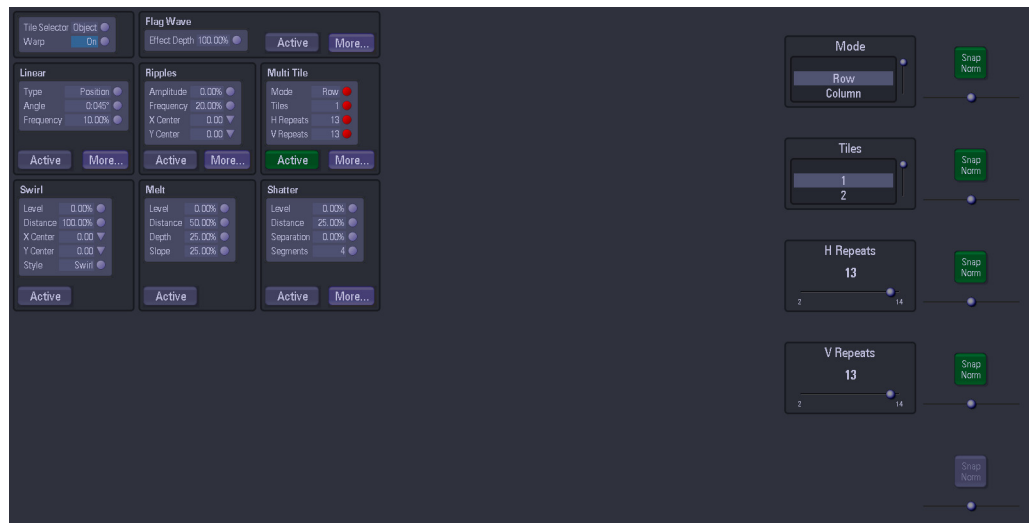 Tile Selector Object
Warp On
Flag Wave
Effect Depth 100.00%
Active More...
Linear
Type Position
Angle 0.045°
Frequency 10.00%
Active More...
Ripples
Amplitude 0.00%
Frequency 20.00%
X Center 0.00
Y Center 0.00
Active More...
Multi Tile
Mode Row
Tiles 1
H Repeats 13
V Repeats 13
Active More...
Swirl
Level 0.00%
Distance 100.00%
X Center 0.00
Y Center 0.00
Style Swirl
Active
Melt
Level 0.00%
Distance 50.00%
Depth 25.00%
Slope 25.00%
Active
Shatter
Level 0.00%
Distance 25.00%
Separation 0.00%
Segments 4
Active More...
Mode
Row
Column
Snap
Norm
Tiles
1
2
Snap
Norm
H Repeats
13
2 14
Snap
Norm
V Repeats
13
2 14
Snap
Norm
Snap
Norm